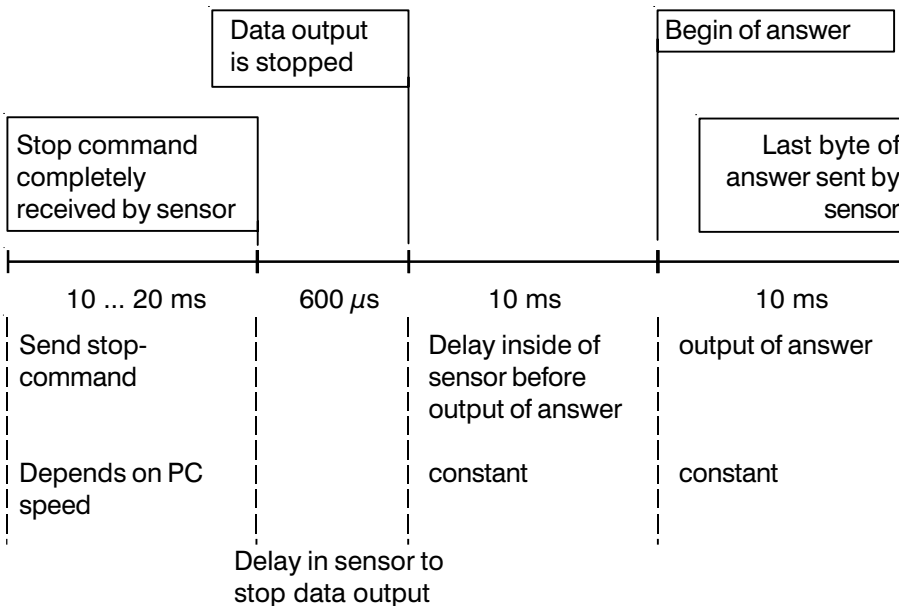 Data output
is stopped
Begin of answer
Stop command
completely
received by sensor
Last byte of
answer sent by
sensor
10 ... 20 ms
600 µs
10 ms
10 ms
Send stop-
command
Delay inside of
sensor before
output of answer
output of answer
Depends on PC
speed
constant
constant
Delay in sensor to
stop data output